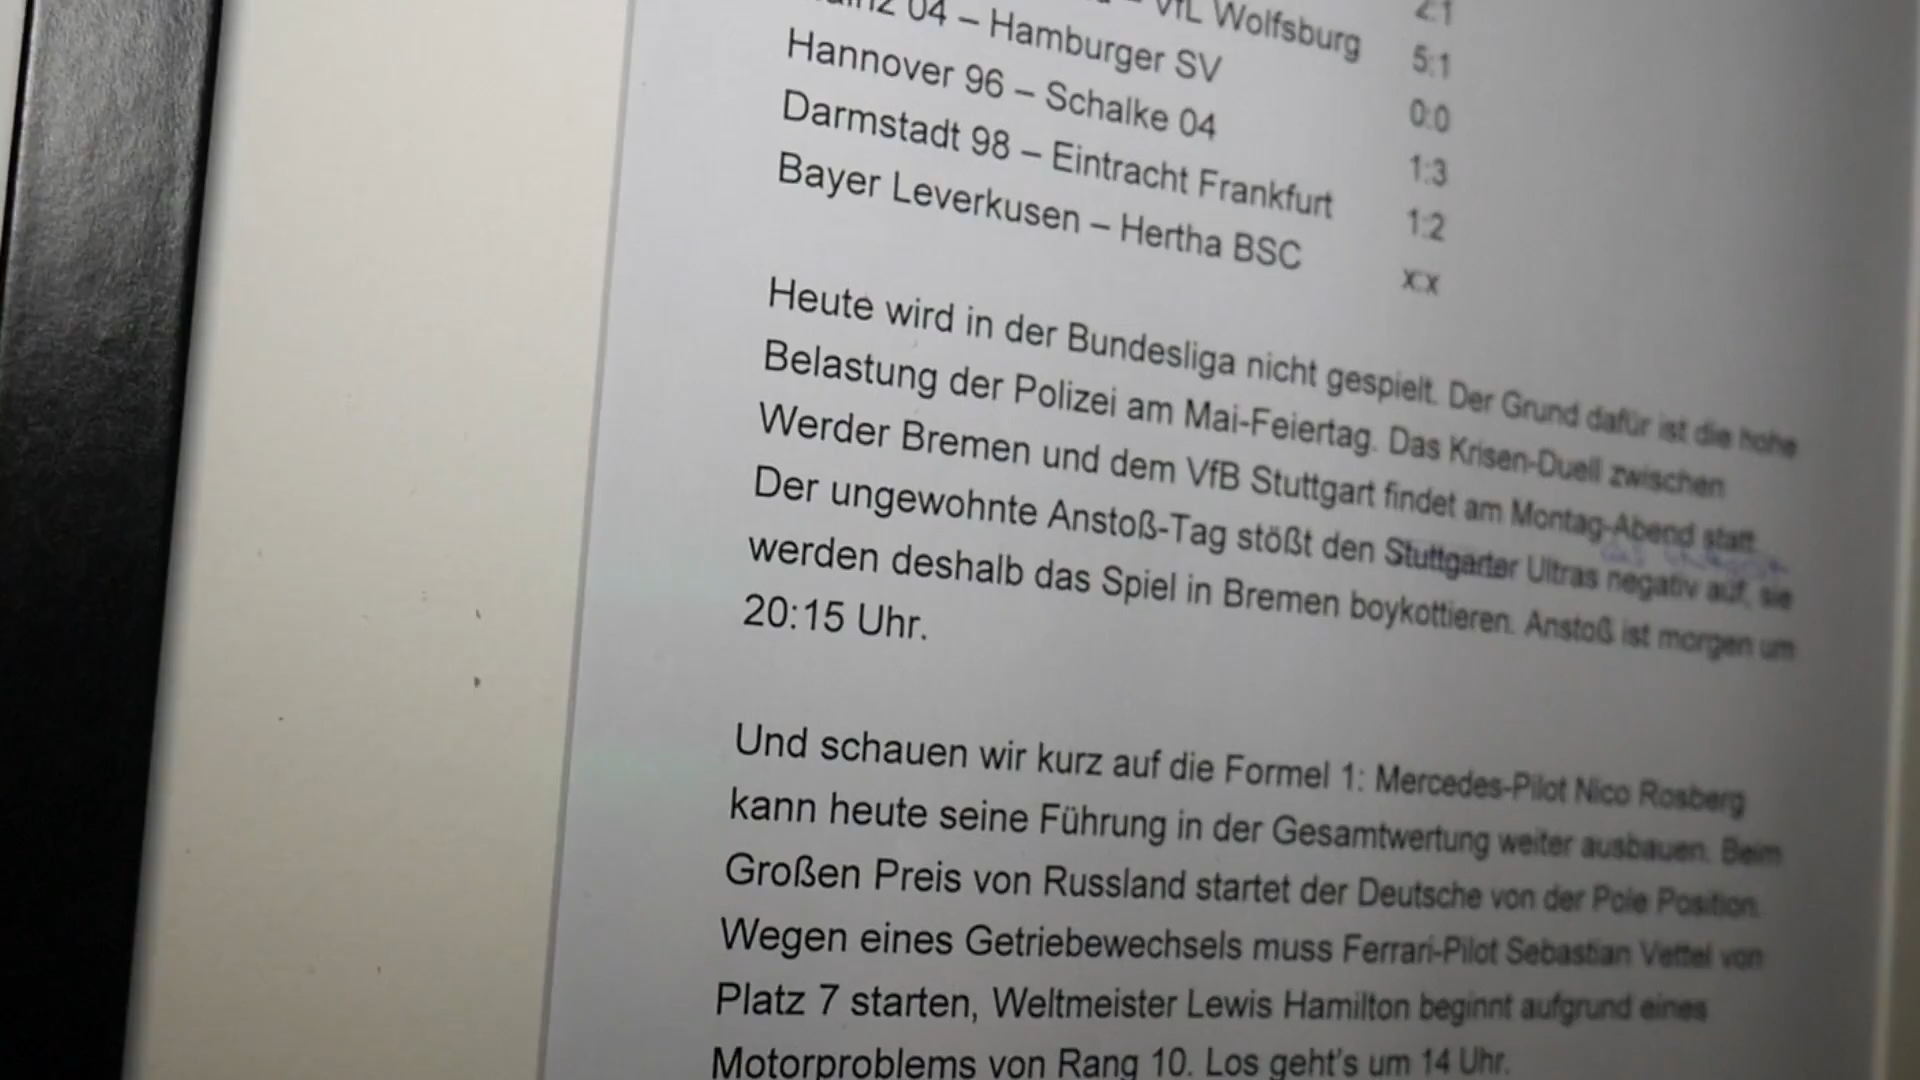 – VfL Wolfsburg 2:1
04 – Hamburger SV 5:1
Hannover 96 – Schalke 04 0:0
Darmstadt 98 – Eintracht Frankfurt 1:3
Bayer Leverkusen – Hertha BSC 1:2
x:x
Heute wird in der Bundesliga nicht gespielt. Der Grund dafür ist die hohe
Belastung der Polizei am Mai-Feiertag. Das Krisen-Duell zwischen
Werder Bremen und dem VfB Stuttgart findet am Montag-Abend statt.
Der ungewohnte Anstoß-Tag stößt den Stuttgarter Ultras negativ auf, sie
werden deshalb das Spiel in Bremen boykottieren. Anstoß ist morgen um
20:15 Uhr.
Und schauen wir kurz auf die Formel 1: Mercedes-Pilot Nico Rosberg
kann heute seine Führung in der Gesamtwertung weiter ausbauen. Beim
Großen Preis von Russland startet der Deutsche von der Pole Position.
Wegen eines Getriebewechsels muss Ferrari-Pilot Sebastian Vettel von
Platz 7 starten, Weltmeister Lewis Hamilton beginnt aufgrund eines
Motorproblems von Rang 10. Los geht's um 14 Uhr.